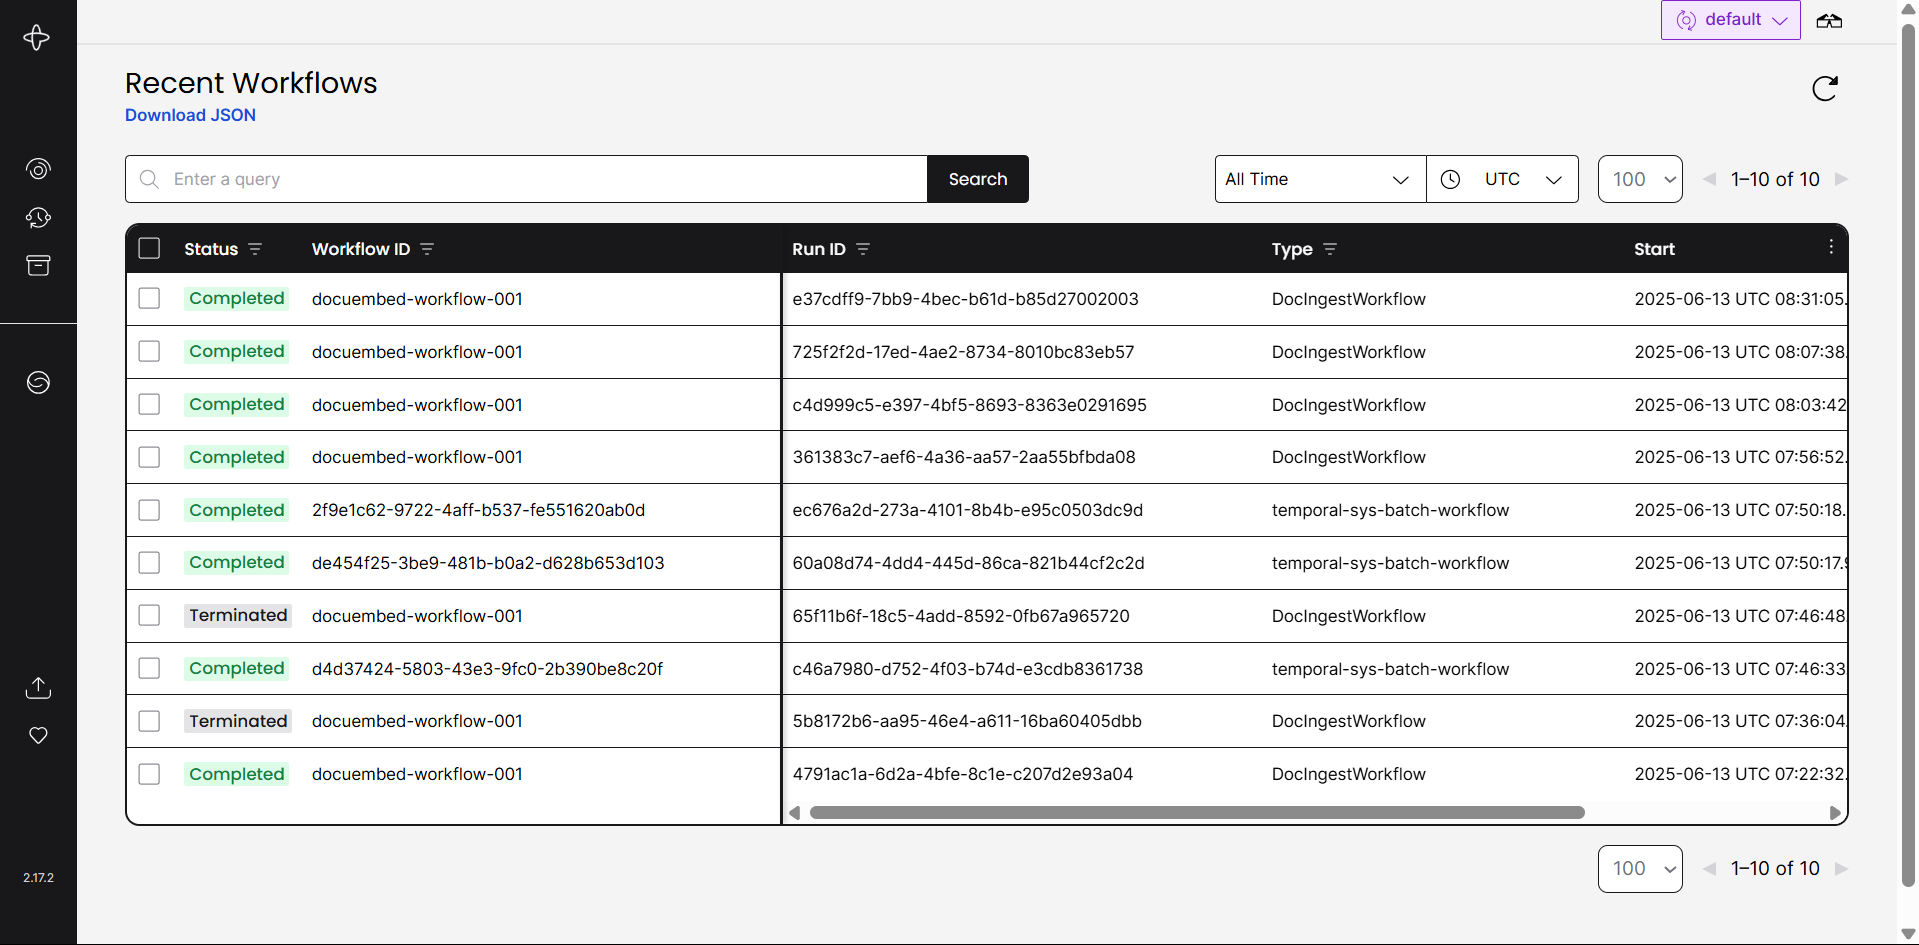 default
Recent Workflows
Download JSON
Enter a query Search All Time UTC 100 1–10 of 10
Status Workflow ID Run ID Type Start
Completed docuembed-workflow-001 e37cdff9-7bb9-4bec-b61d-b85d27002003 DocIngestWorkflow 2025-06-13 UTC 08:31:05.
Completed docuembed-workflow-001 725f2f2d-17ed-4ae2-8734-8010bc83eb57 DocIngestWorkflow 2025-06-13 UTC 08:07:38.
Completed docuembed-workflow-001 c4d999c5-e397-4bf5-8693-8363e0291695 DocIngestWorkflow 2025-06-13 UTC 08:03:42
Completed docuembed-workflow-001 361383c7-aef6-4a36-aa57-2aa55bfbda08 DocIngestWorkflow 2025-06-13 UTC 07:56:52.
Completed 2f9e1c62-9722-4aff-b537-fe551620ab0d ec676a2d-273a-4101-8b4b-e95c0503dc9d temporal-sys-batch-workflow 2025-06-13 UTC 07:50:18.
Completed de454f25-3be9-481b-b0a2-d628b653d103 60a08d74-4dd4-445d-86ca-821b44cf2c2d temporal-sys-batch-workflow 2025-06-13 UTC 07:50:17.9
Terminated docuembed-workflow-001 65f11b6f-18c5-4add-8592-0fb67a965720 DocIngestWorkflow 2025-06-13 UTC 07:46:48
Completed d4d37424-5803-43e3-9fc0-2b390be8c20f c46a7980-d752-4f03-b74d-e3cdb8361738 temporal-sys-batch-workflow 2025-06-13 UTC 07:46:33
Terminated docuembed-workflow-001 5b8172b6-aa95-46e4-a611-16ba60405dbb DocIngestWorkflow 2025-06-13 UTC 07:36:04.
Completed docuembed-workflow-001 4791ac1a-6d2a-4bfe-8c1e-c207d2e93a04 DocIngestWorkflow 2025-06-13 UTC 07:22:32.
100 1–10 of 10
2.17.2